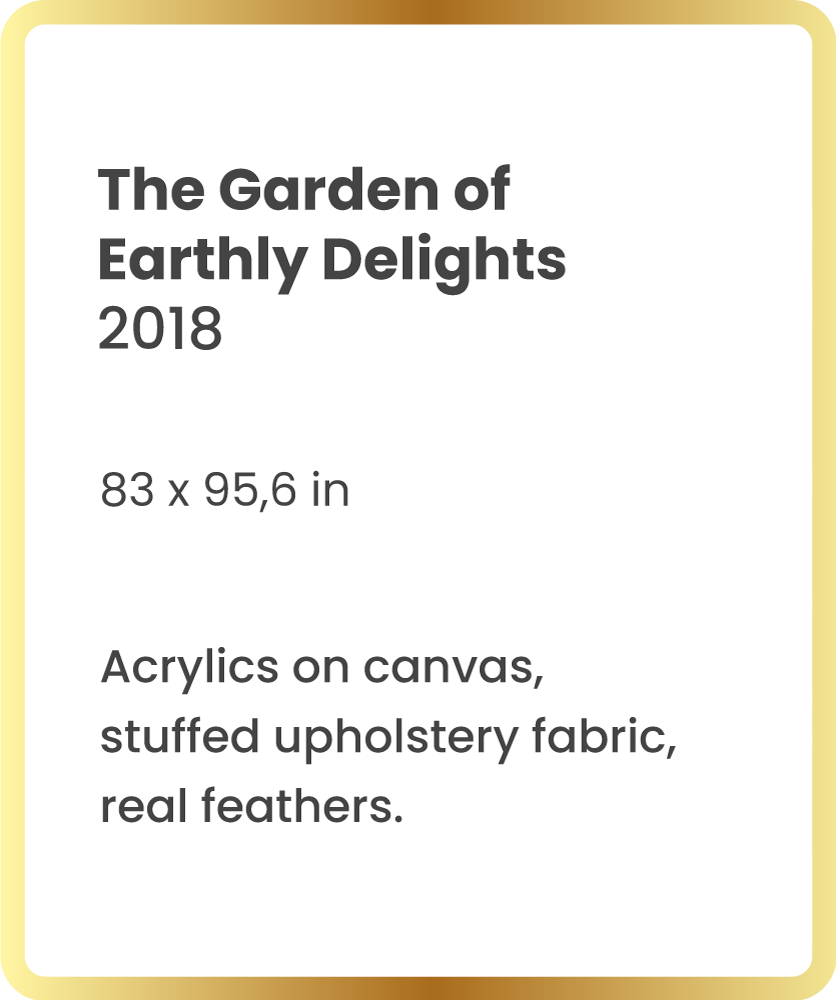 The Garden of
Earthly Delights
2018
83 x 95,6 in
Acrylics on canvas,
stuffed upholstery fabric,
real feathers.